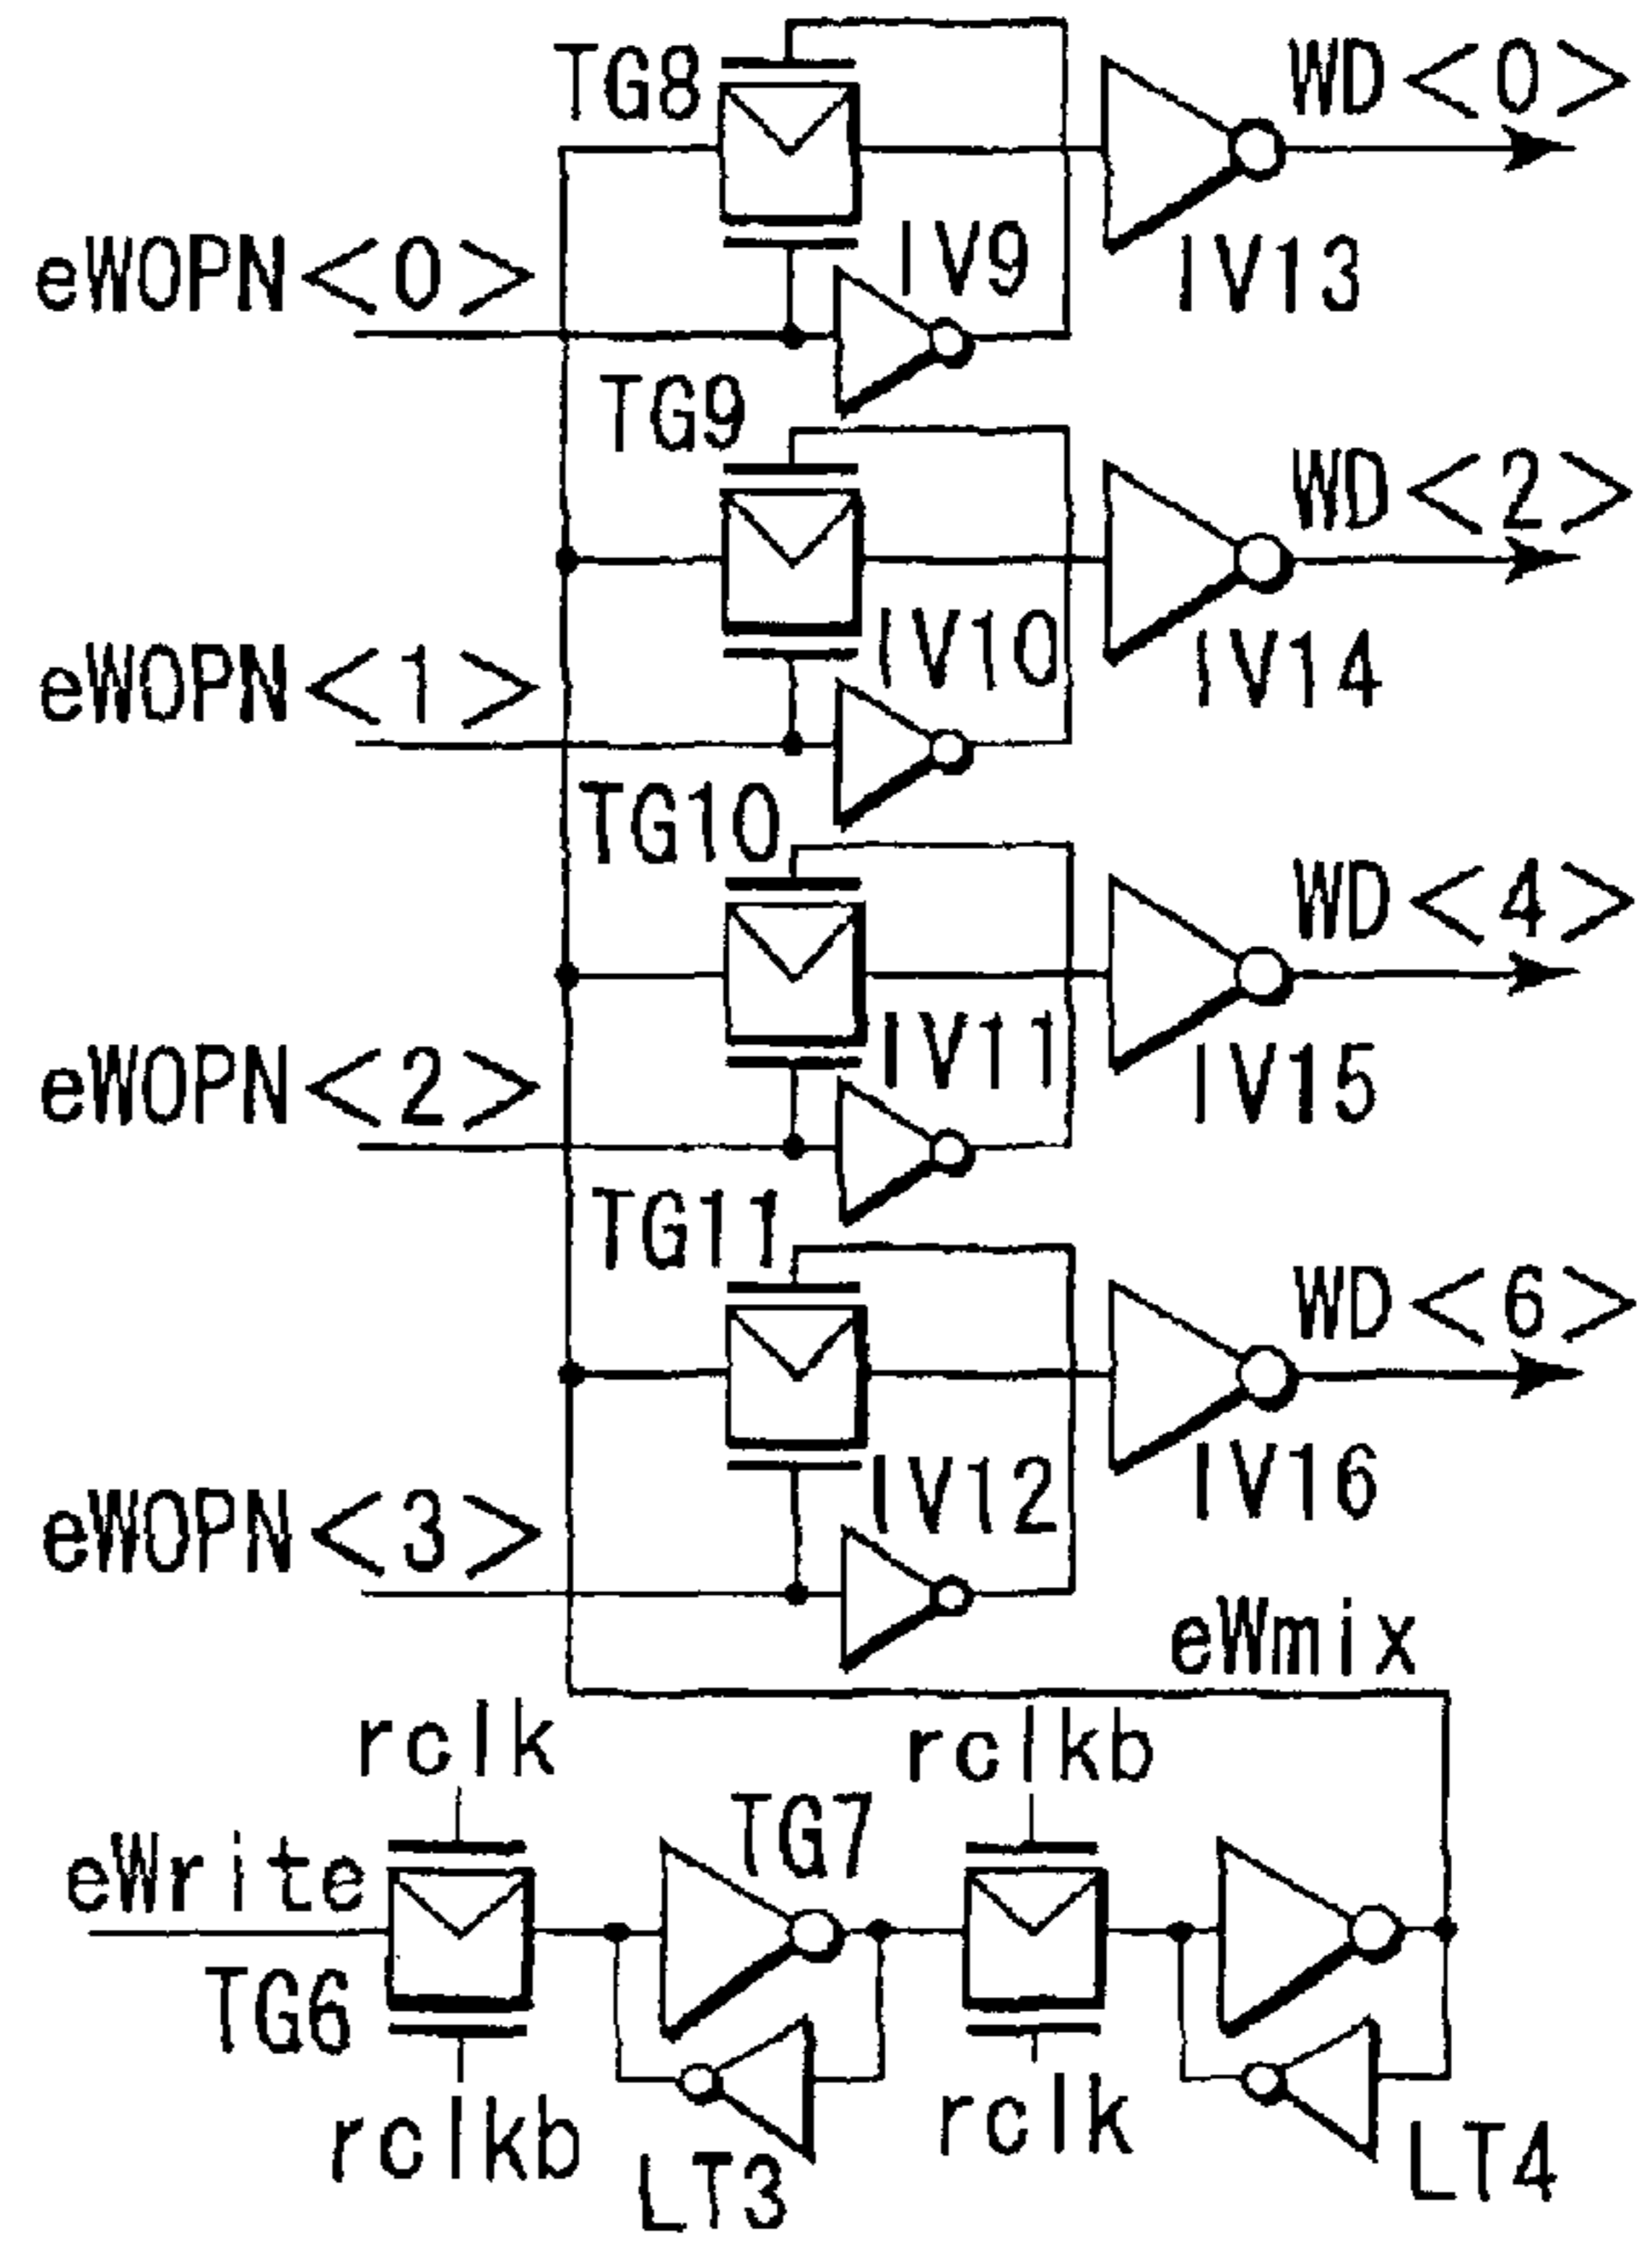 TG8
WD<0>
eWOPN<0>
IV9
IV13
TG9
WD<2>
eWOPN<1>
IV10
IV14
TG10
WD<4>
eWOPN<2>
IV11
IV15
TG11
WD<6>
eWOPN<3>
IV12
IV16
eWmix
rclk
rclkb
TG7
eWrite
TG6
rclkb
rclk
LT3
LT4